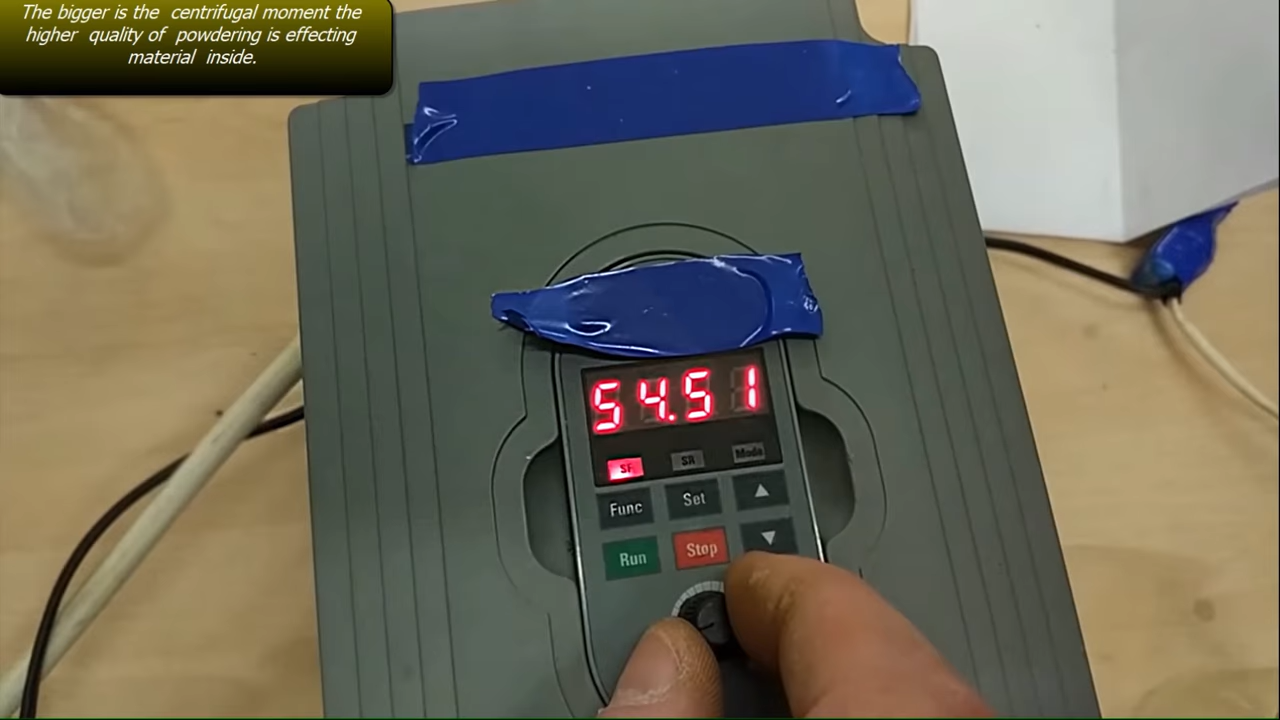 The bigger is the centrifugal moment the
higher quality of powdering is effecting
material inside.
54.51
SF SR Mode
Func Set
Run Stop